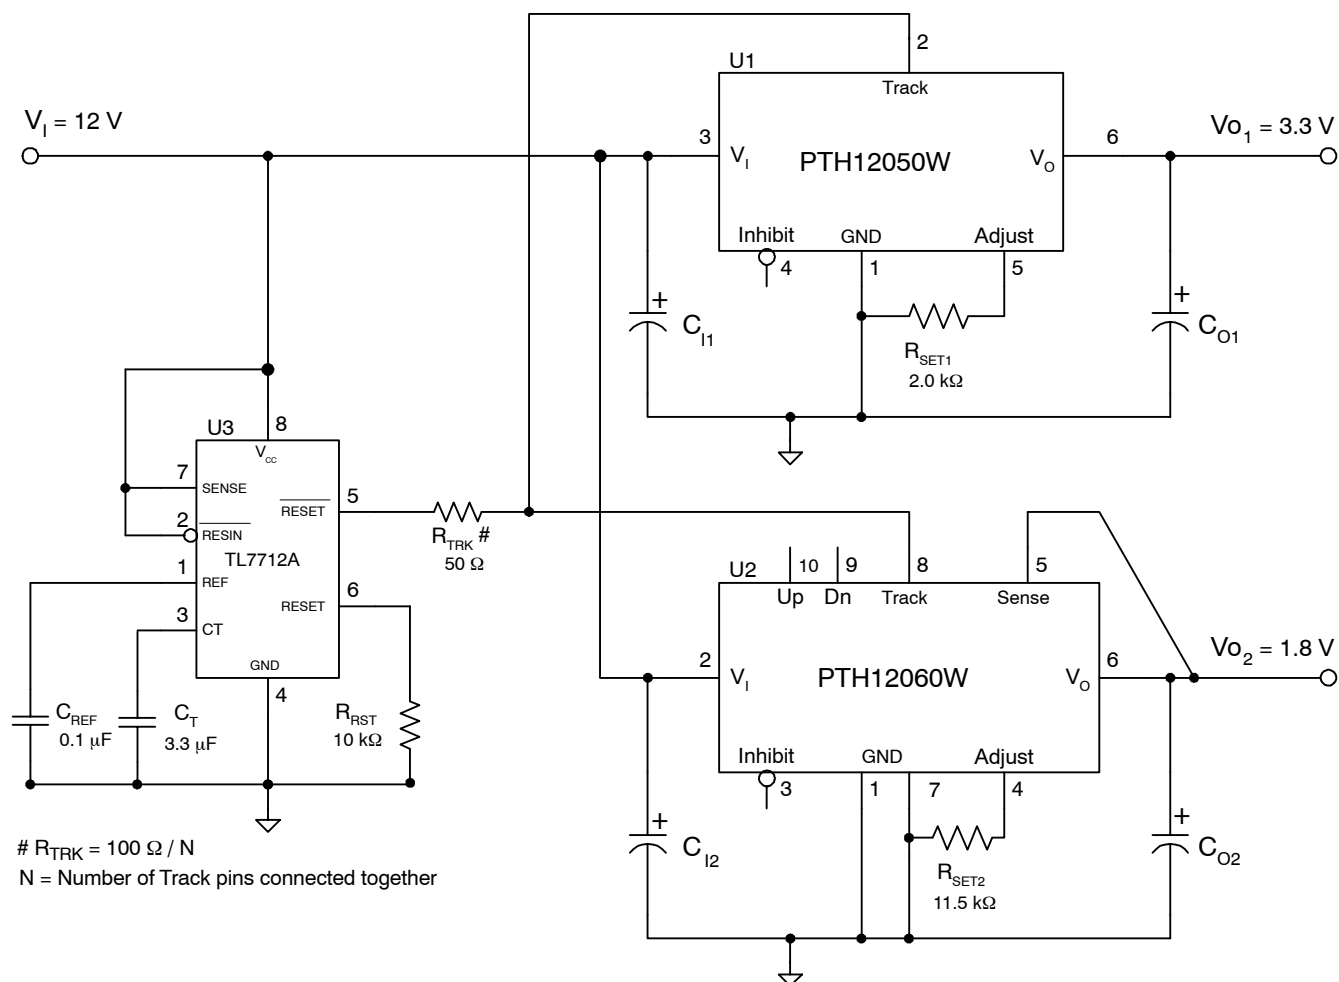 2
U1
Track
V_I = 12 V
3
V_I
PTH12050W
V_O
6
Vo_1 = 3.3 V
Inhibit
GND
Adjust
4
1
5
+
C_I1
R_SET1
2.0 kΩ
+
C_O1
U3
8
V_CC
7
SENSE
RESET
5
2
RESIN
TL7712A
R_TRK #
50 Ω
1
REF
RESET
6
3
CT
GND
4
C_REF
0.1 μF
C_T
3.3 μF
R_RST
10 kΩ
U2
10
9
8
5
Up
Dn
Track
Sense
2
V_I
PTH12060W
V_O
6
Vo_2 = 1.8 V
Inhibit
GND
Adjust
3
1
7
4
+
C_I2
R_SET2
11.5 kΩ
+
C_O2
# R_TRK = 100 Ω / N
N = Number of Track pins connected together